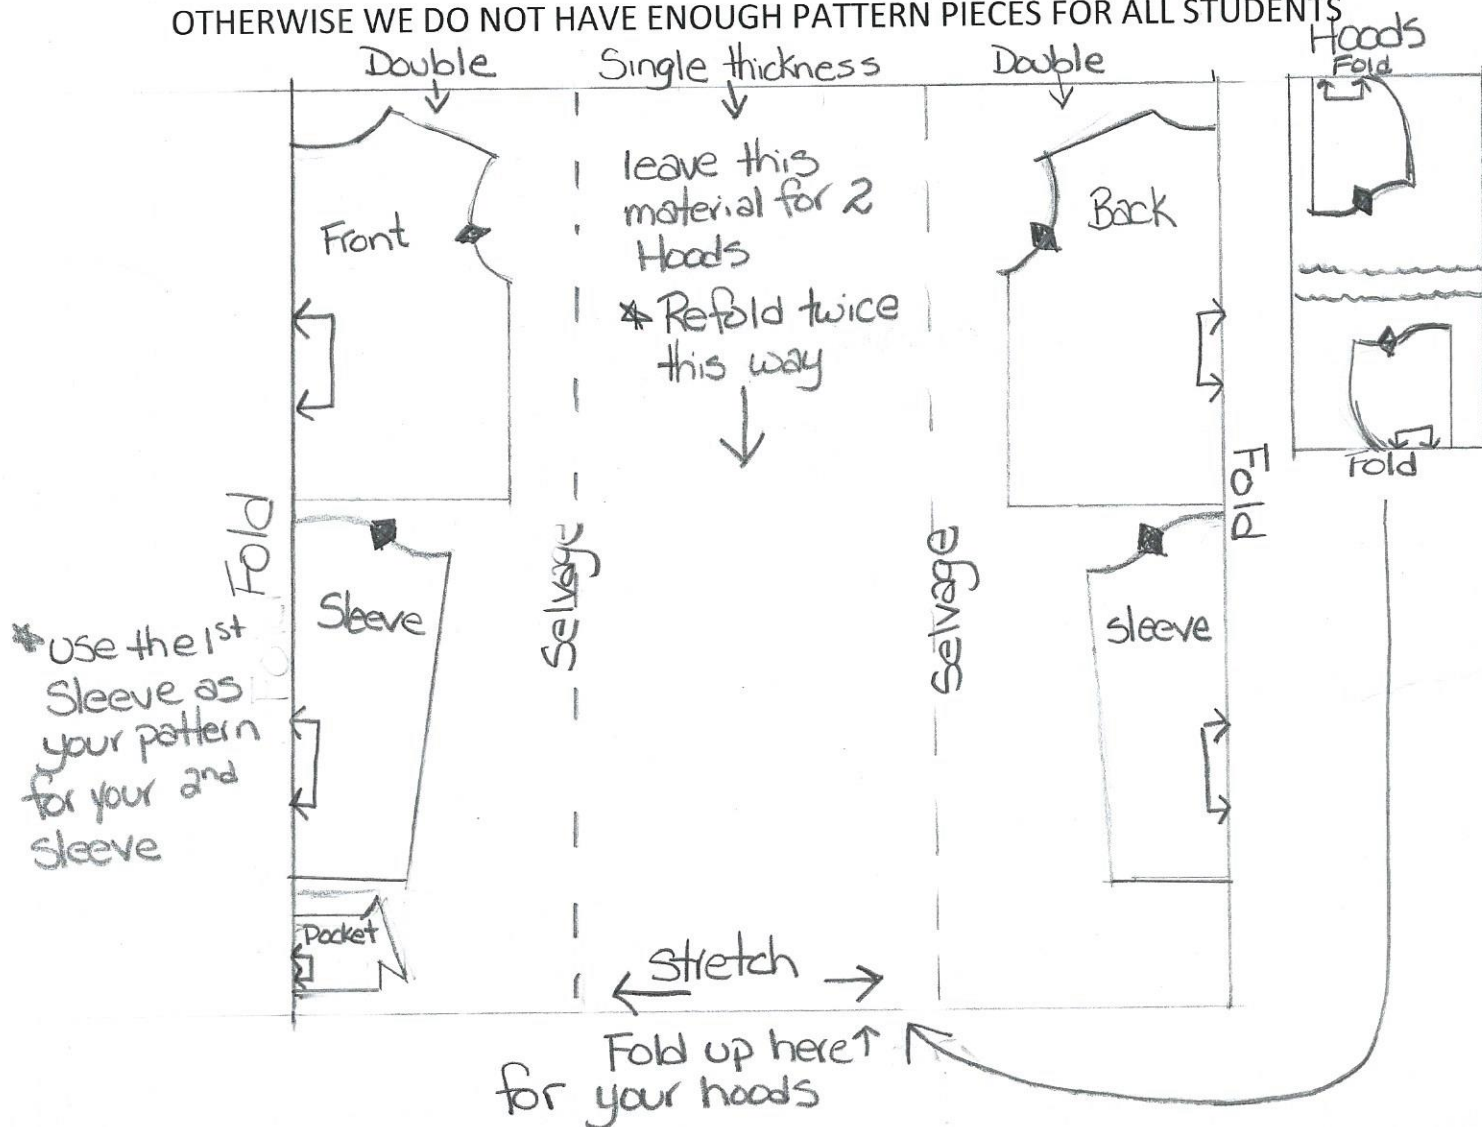 OTHERWISE WE DO NOT HAVE ENOUGH PATTERN PIECES FOR ALL STUDENTS
Double
Single thickness
Double
Hoods
Fold
leave this
material for 2
Hoods
* Refold twice
this way
Front
Back
Fold
Selvage
Selvage
Fold
Fold
Sleeve
sleeve
* use the 1st
Sleeve as
your pattern
for your 2nd
sleeve
Pocket
Stretch
Fold up here
for your hoods